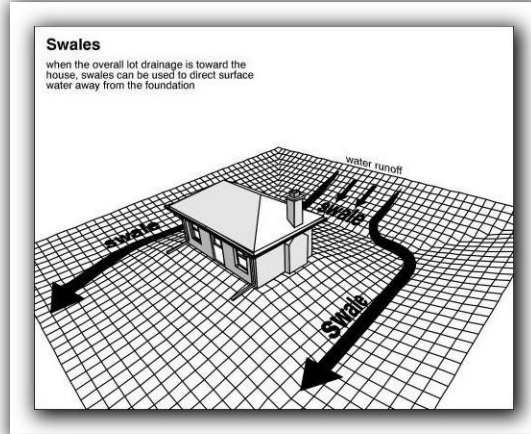 Swales
when the overall lot drainage is toward the
house, swales can be used to direct surface
water away from the foundation
water runoff
swale
swale
Swale